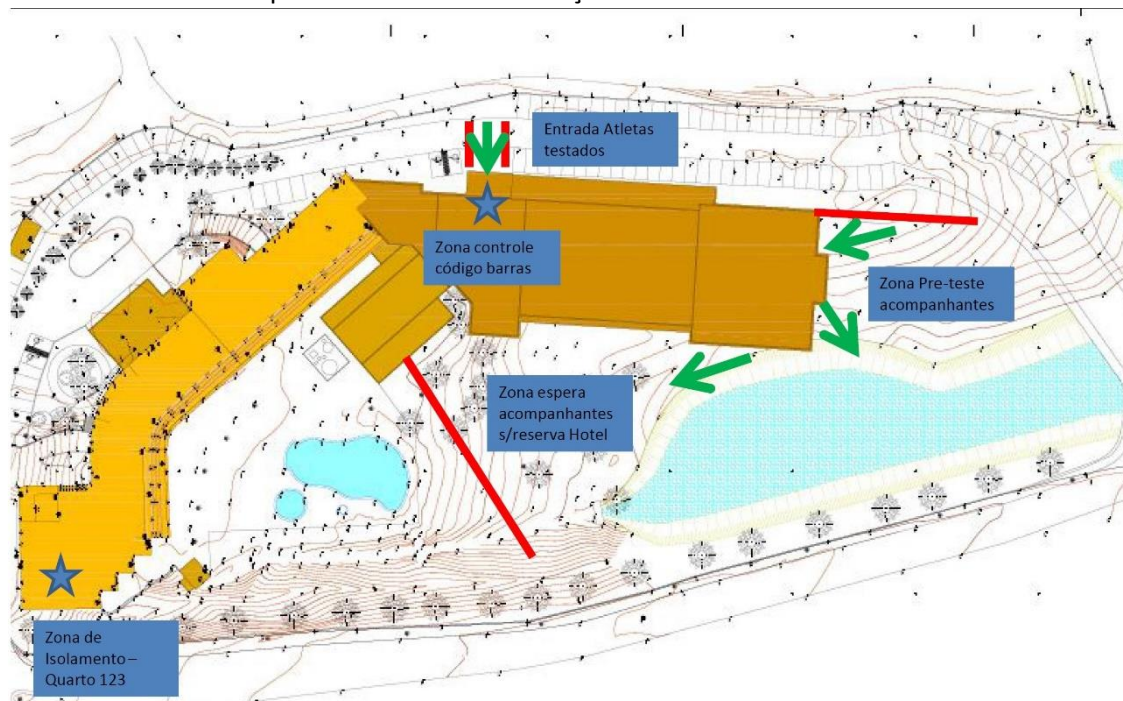 Entrada Atletas
testados
Zona controle
código barras
Zona Pre-teste
acompanhantes
Zona espera
acompanhantes
s/reserva Hotel
Zona de
Isolamento –
Quarto 123